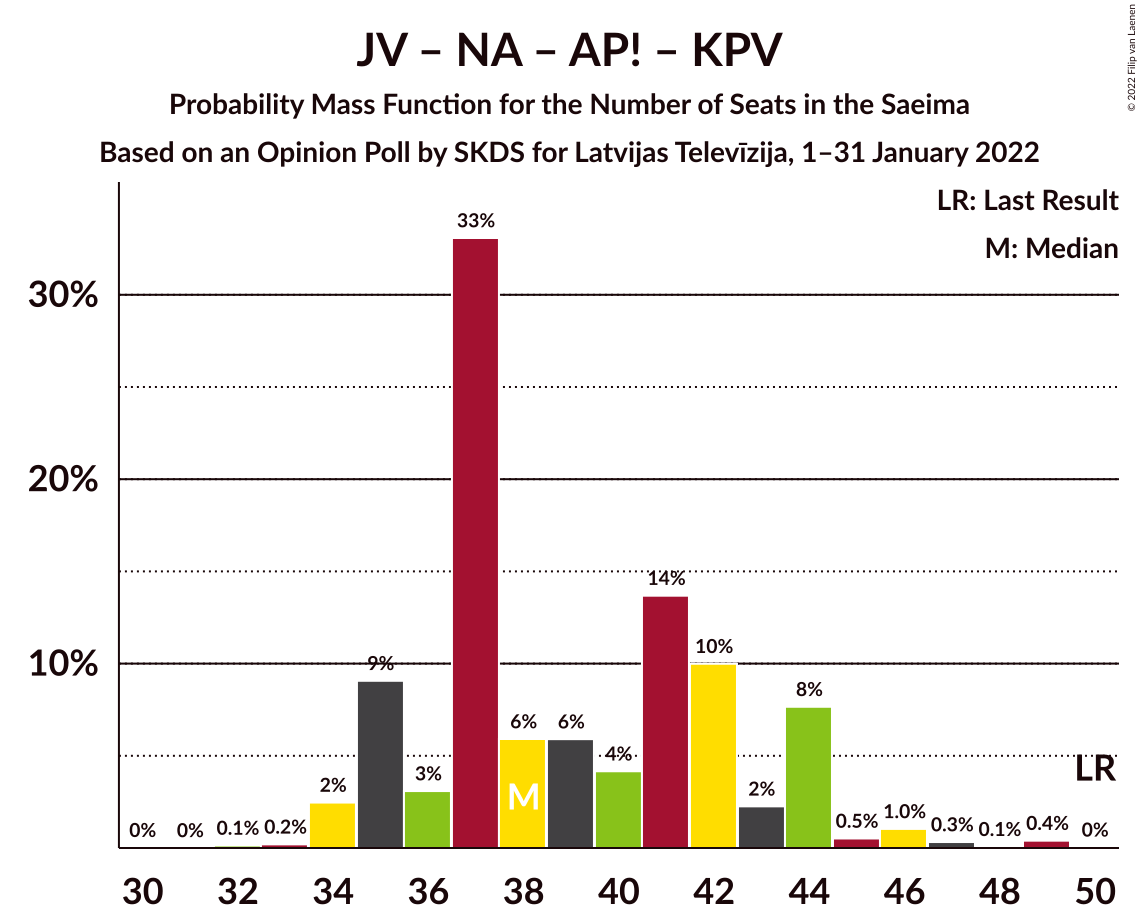 JV – NA – AP! – KPV
Probability Mass Function for the Number of Seats in the Saeima
Based on an Opinion Poll by SKDS for Latvijas Televīzija, 1–31 January 2022
© 2022 Filip van Laenen
LR: Last Result
M: Median
33%
30%
20%
14%
10%
10%
9%
8%
6%
6%
4%
LR
3%
2%
M
2%
1.0%
0.5%
0.4%
0.3%
0.2%
0.1%
0.1%
0%
0%
0%
30 32 34 36 38 40 42 44 46 48 50